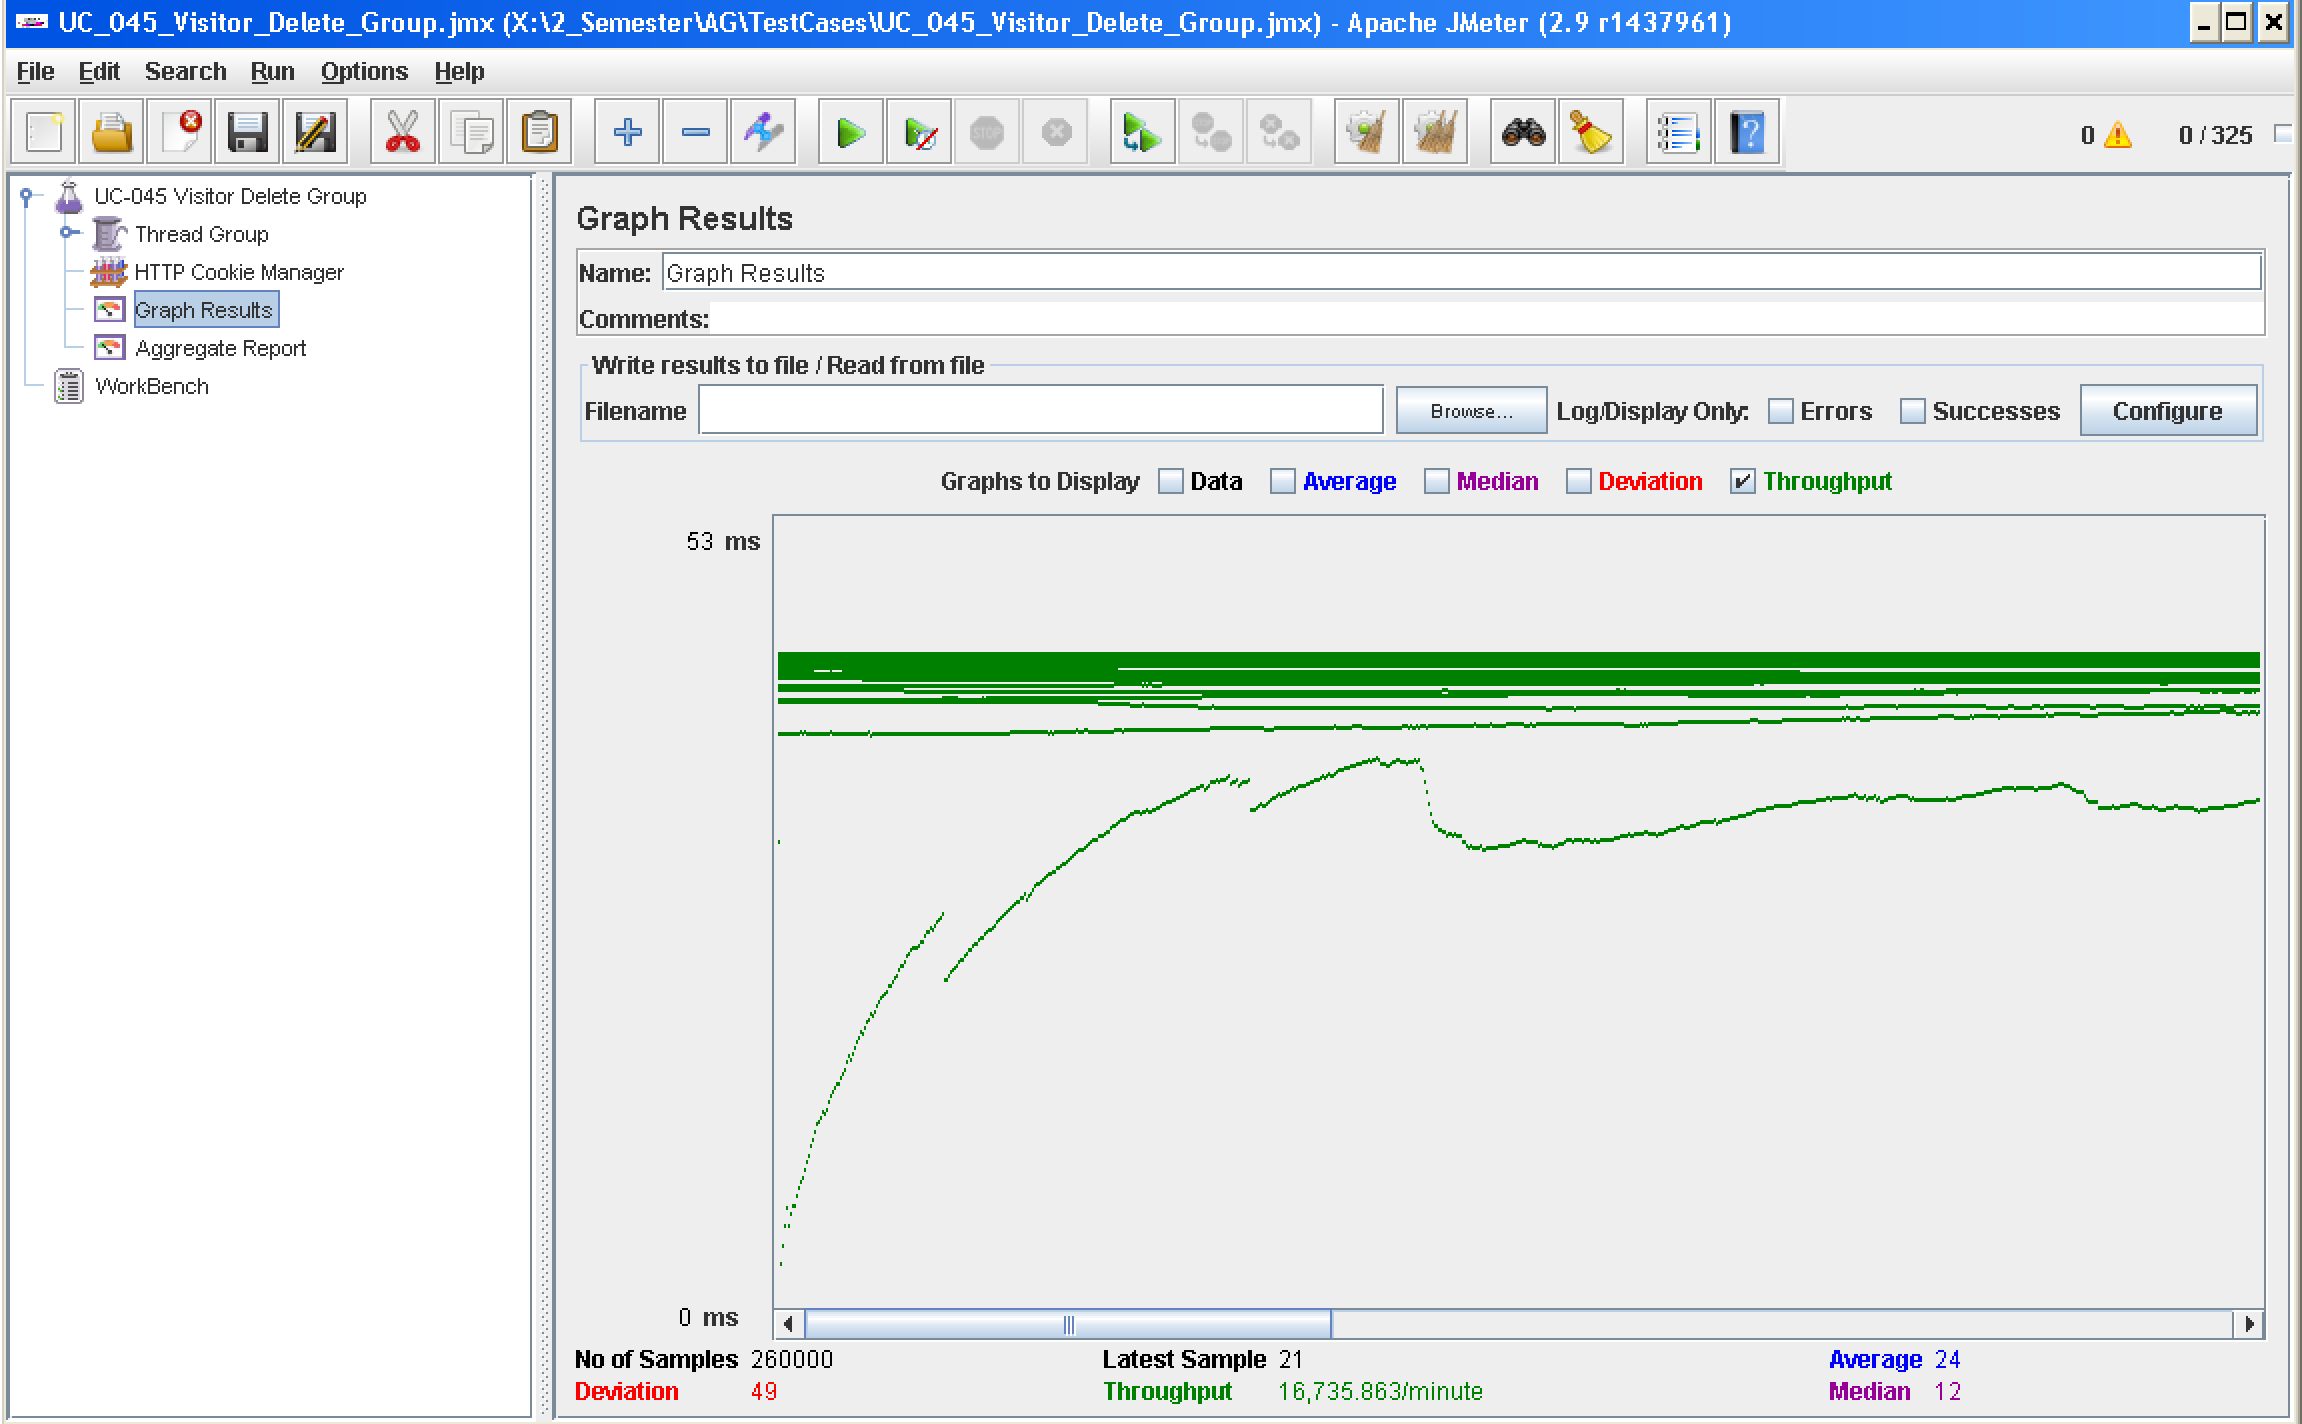 UC_045_Visitor_Delete_Group.jmx (X:\2_Semester\AG\TestCases\UC_045_Visitor_Delete_Group.jmx) - Apache JMeter (2.9 r1437961)
File Edit Search Run Options Help
STOP
0 0 / 325
UC-045 Visitor Delete Group
Thread Group
HTTP Cookie Manager
Graph Results
Aggregate Report
WorkBench
Graph Results
Name: Graph Results
Comments:
Write results to file / Read from file
Filename Browse... Log/Display Only: Errors Successes Configure
Graphs to Display Data Average Median Deviation Throughput
53 ms
0 ms
No of Samples 260000 Latest Sample 21 Average 24
Deviation 49 Throughput 16,735.863/minute Median 12